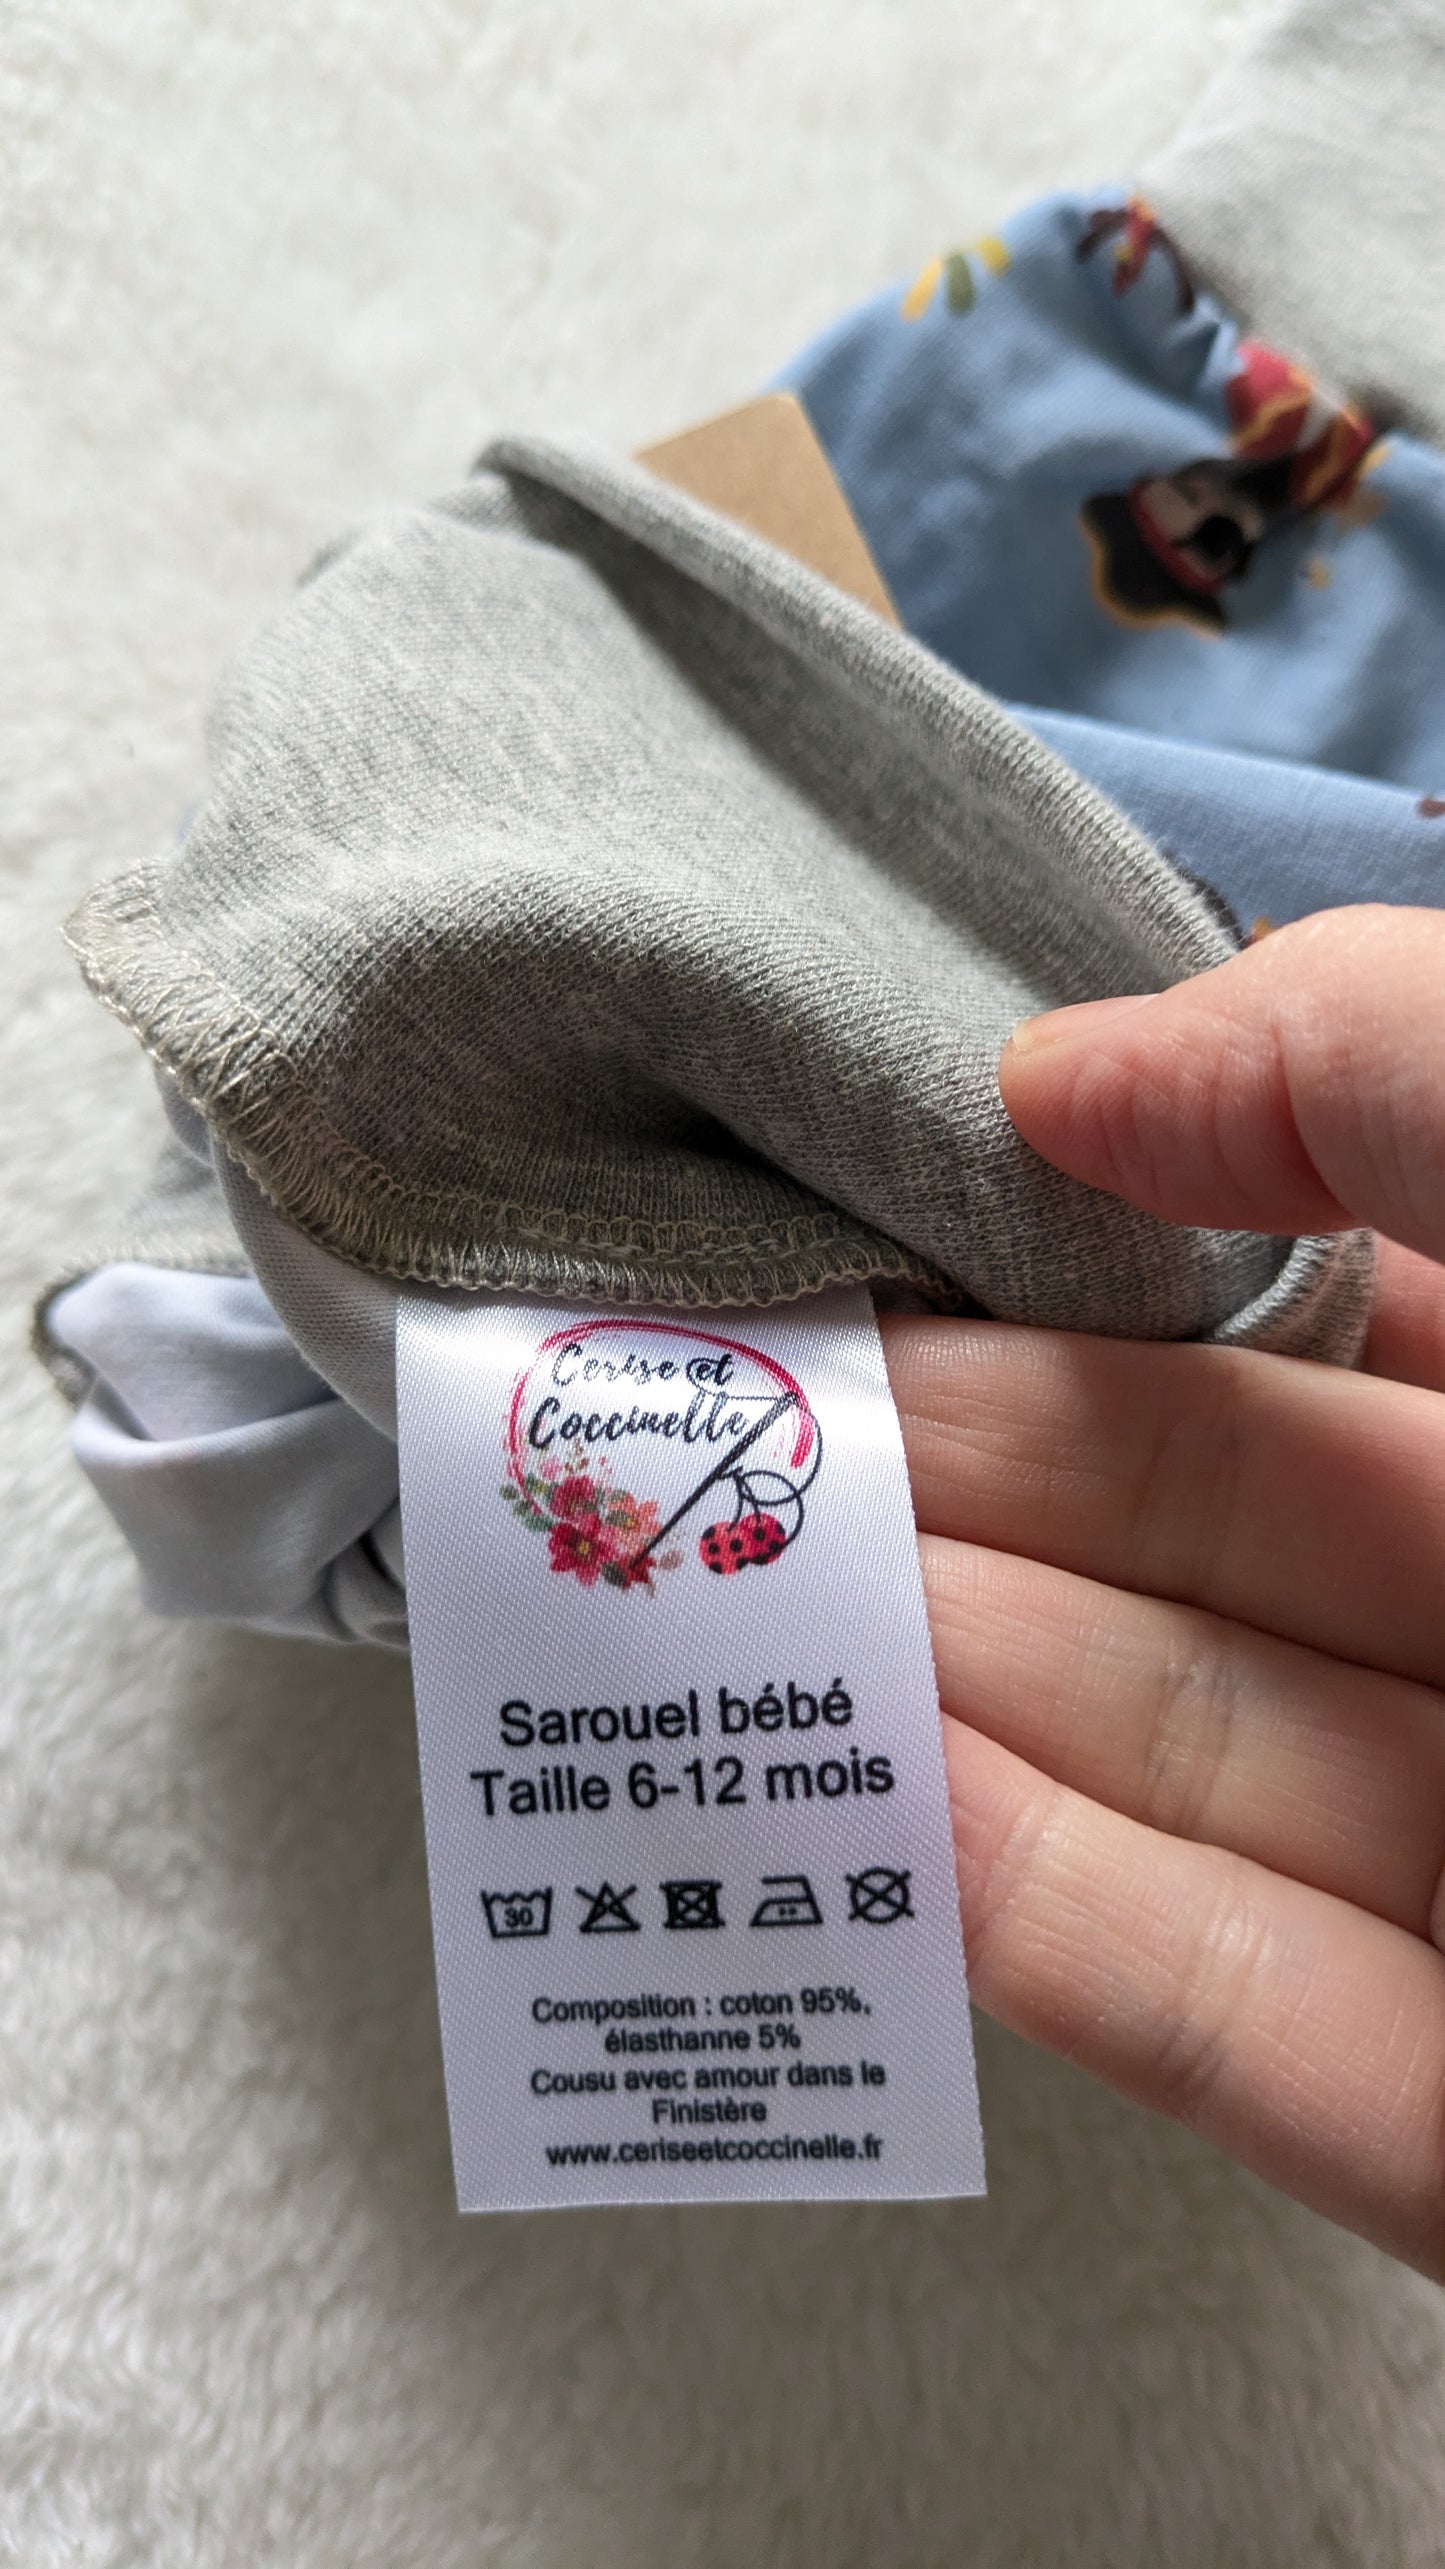 Cerise et
Coccinelle
Sarouel bébé
Taille 6-12 mois
30
Composition : coton 95%,
élasthanne 5%
Cousu avec amour dans le
Finistère
www.ceriseetcoccinelle.fr